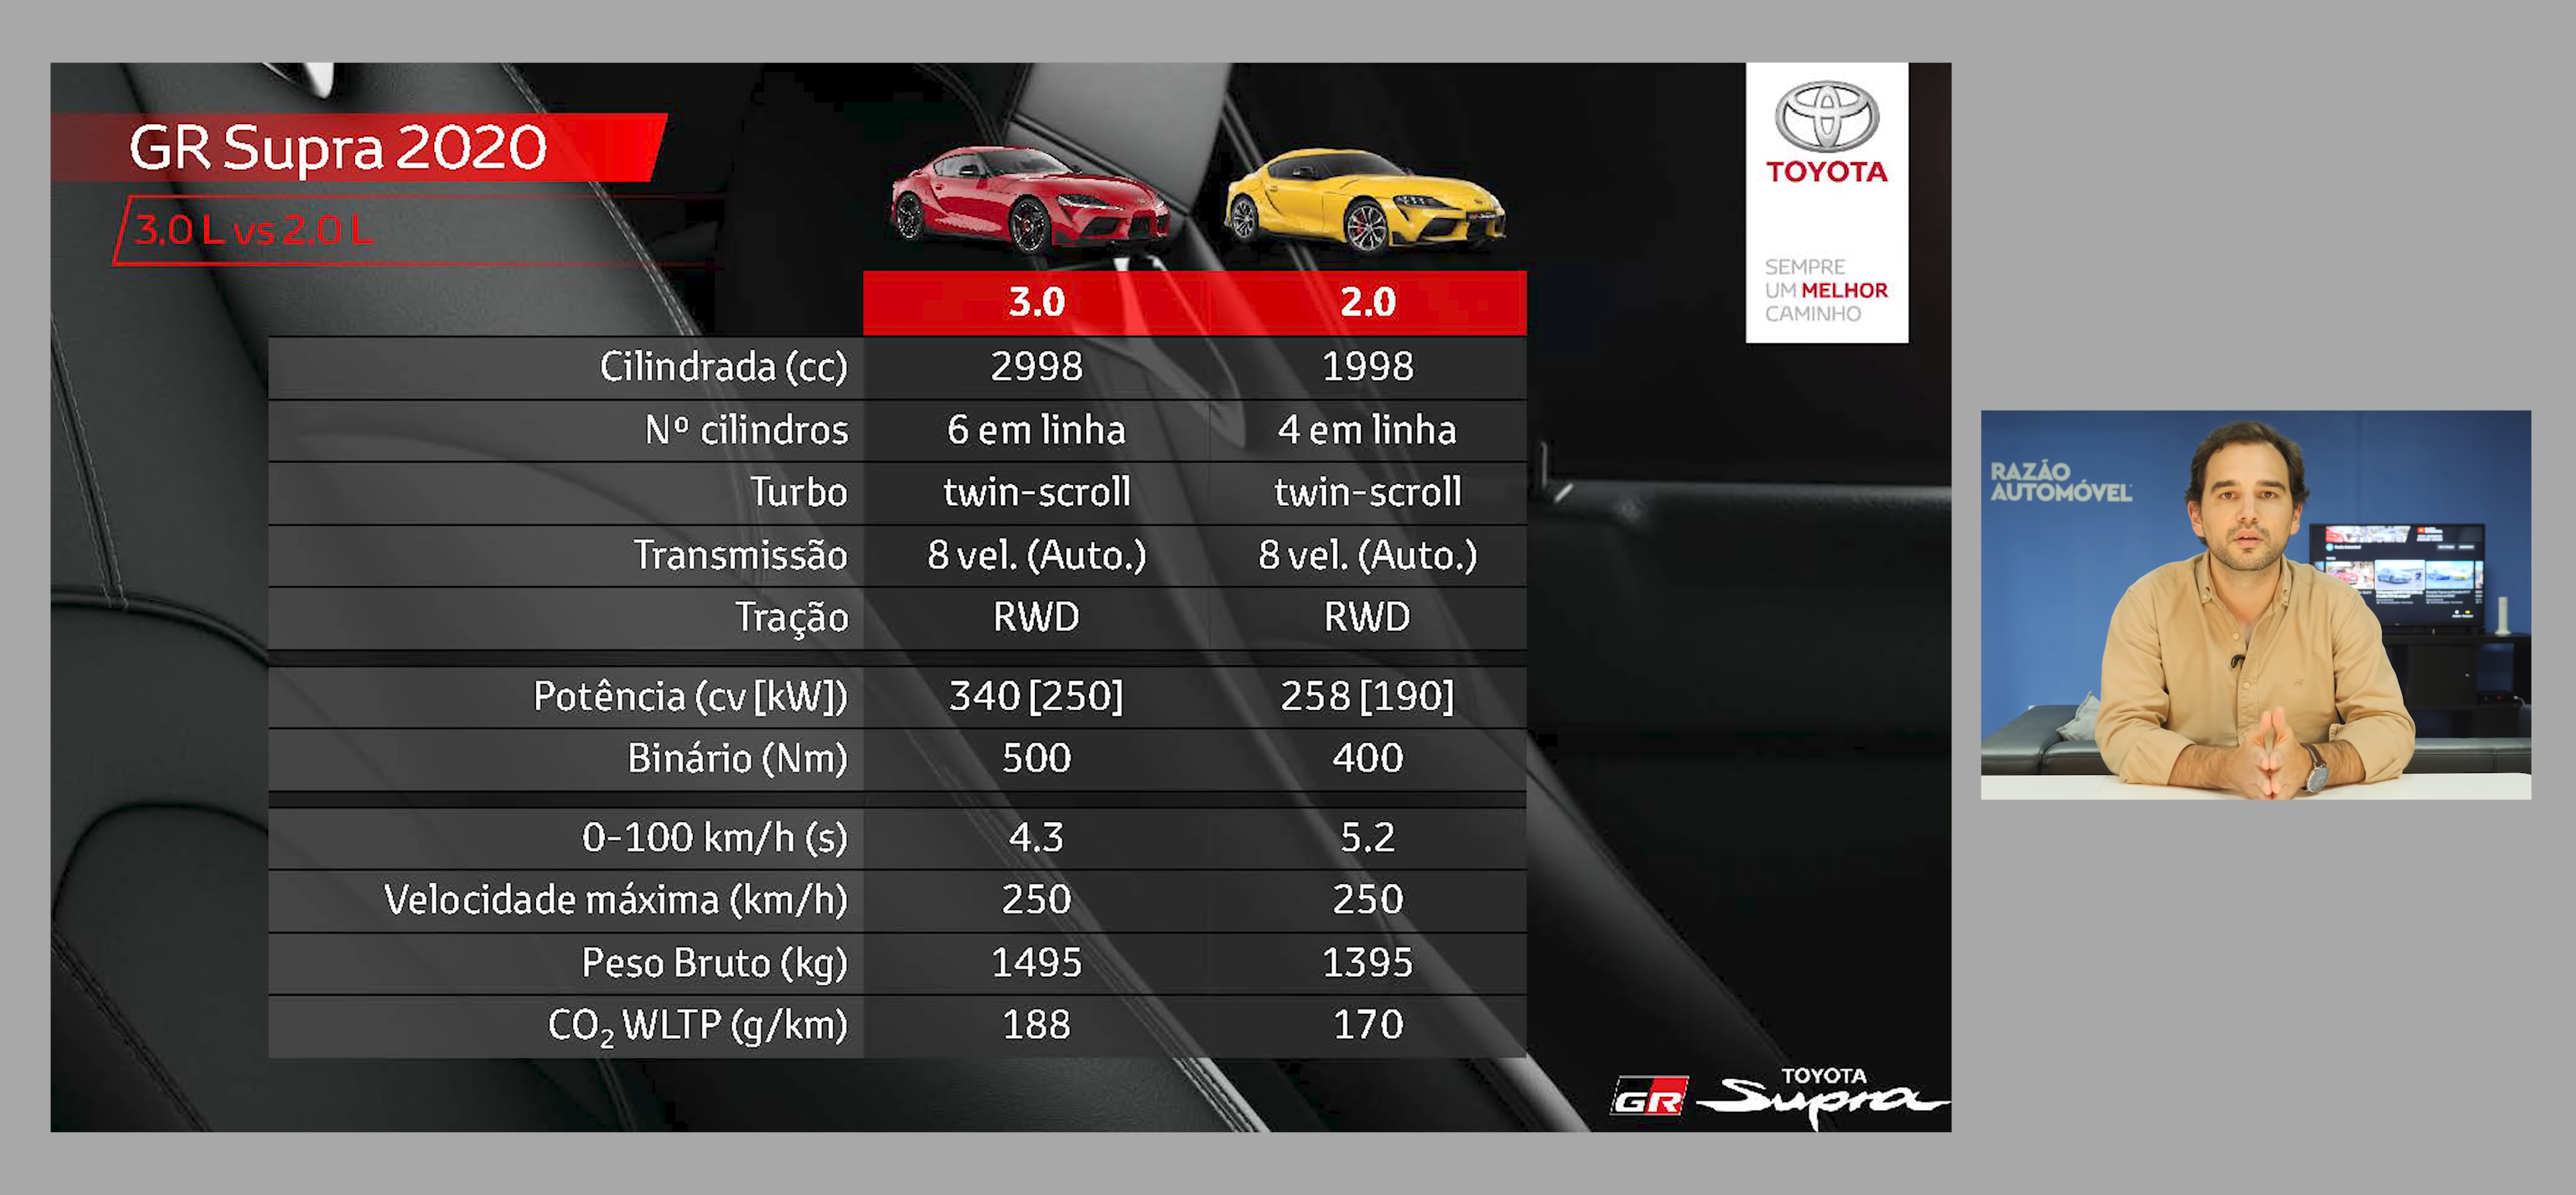 GR Supra 2020
3.0 L vs 2.0 L
TOYOTA
SEMPRE
UM MELHOR
CAMINHO
3.0 2.0
Cilindrada (cc) 2998 1998
Nº cilindros 6 em linha 4 em linha
Turbo twin-scroll twin-scroll
Transmissão 8 vel. (Auto.) 8 vel. (Auto.)
Tração RWD RWD
Potência (cv [kW]) 340 [250] 258 [190]
Binário (Nm) 500 400
0-100 km/h (s) 4.3 5.2
Velocidade máxima (km/h) 250 250
Peso Bruto (kg) 1495 1395
CO₂ WLTP (g/km) 188 170
GR
TOYOTA
Supra
RAZÃO
AUTOMÓVEL